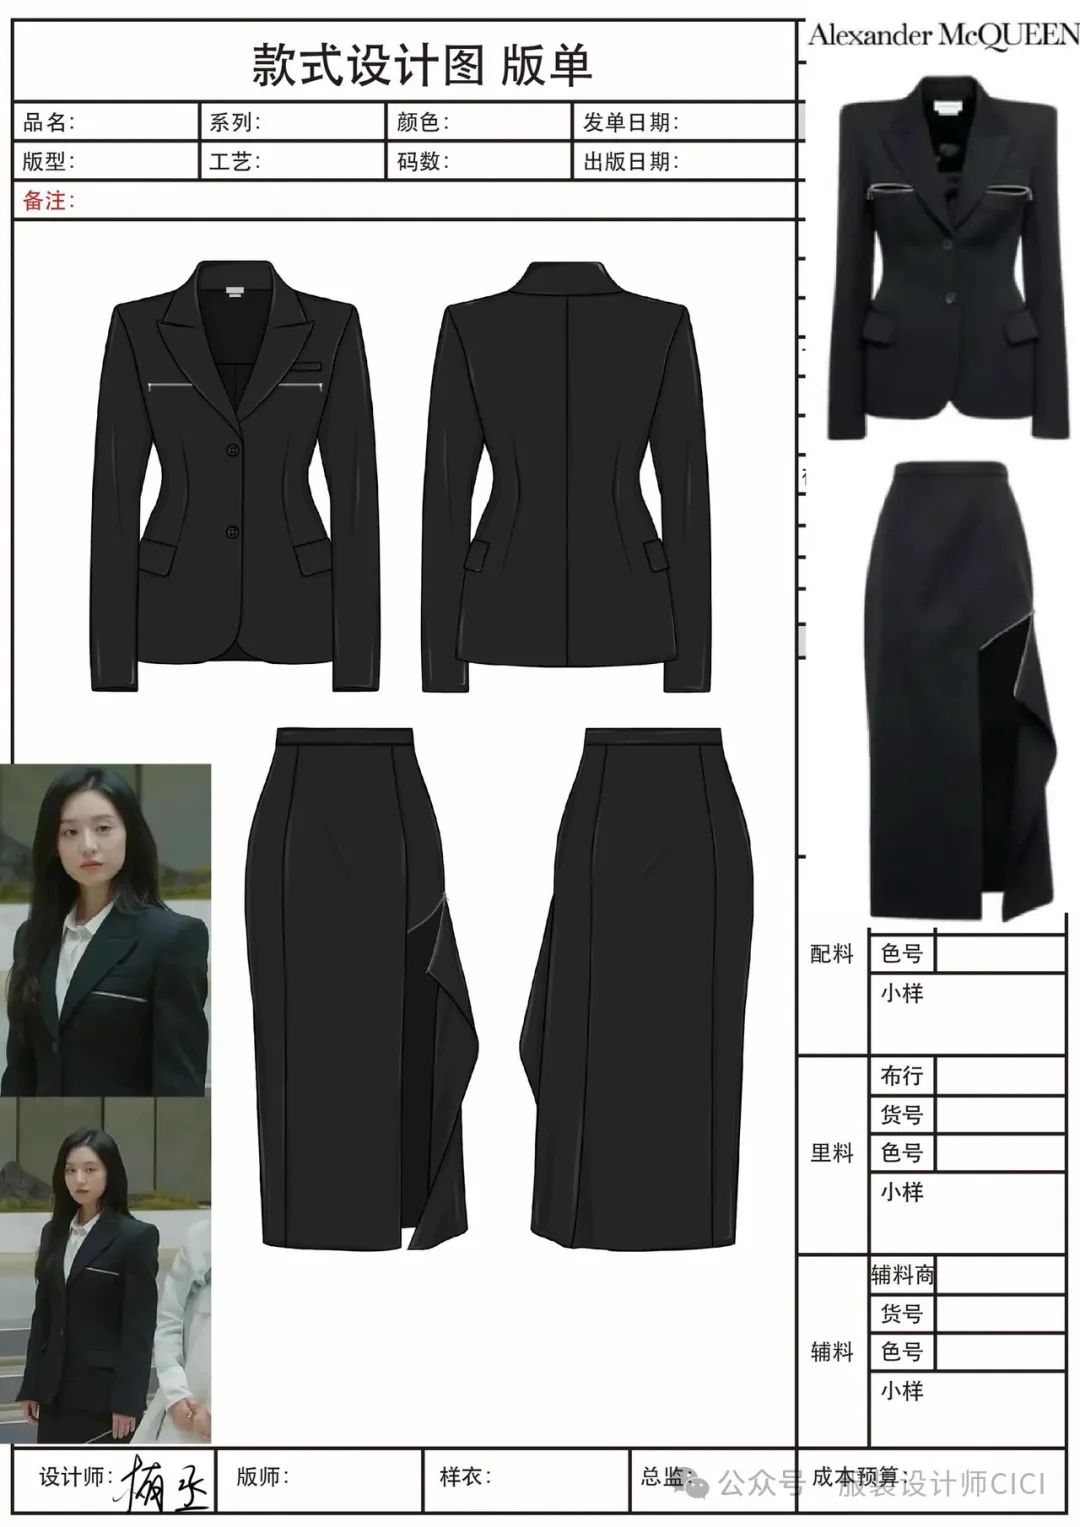 Alexander McQUEEN
款式设计图 版单
品名：
系列：
颜色：
发单日期：
版型：
工艺：
码数：
出版日期：
备注：
配料
色号
小样
里料
布行
货号
色号
小样
辅料
辅料商
货号
色号
小样
设计师：
版师：
样衣：
总监：
成本预算：
公众号 服装设计师CICI